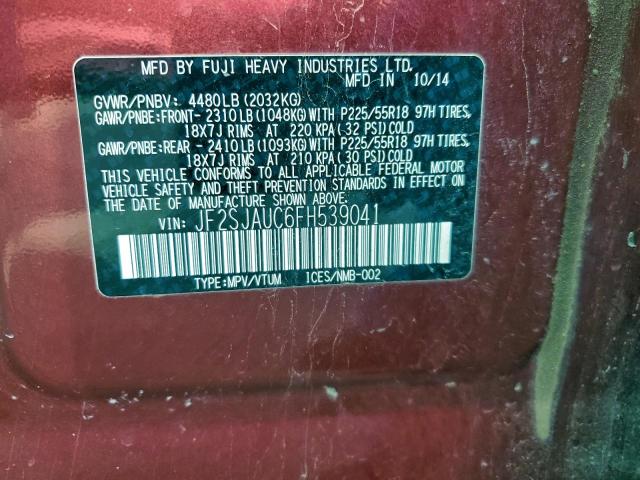 MFD BY FUJI HEAVY INDUSTRIES LTD.
MFD IN 10/14
GVWR/PNBV: 4480LB(2032KG)
GAWR/PNBE:FRONT- 2310LB(1048KG)WITH P225/55R18 97H TIRES,
18X7J RIMS AT 220 KPA(32 PSI)COLD
GAWR/PNBE:REAR - 2410LB(1093KG)WITH P225/55R18 97H TIRES,
18X7J RIMS AT 210 KPA(30 PSI)COLD
THIS VEHICLE CONFORMS TO ALL APPLICABLE FEDERAL MOTOR
VEHICLE SAFETY AND THEFT PREVENTION STANDARDS IN EFFECT ON
THE DATE OF MANUFACTURE SHOWN ABOVE.
VIN: JF2SJAUC6FH539041
TYPE:MPV/VTUM ICES/NMB-002